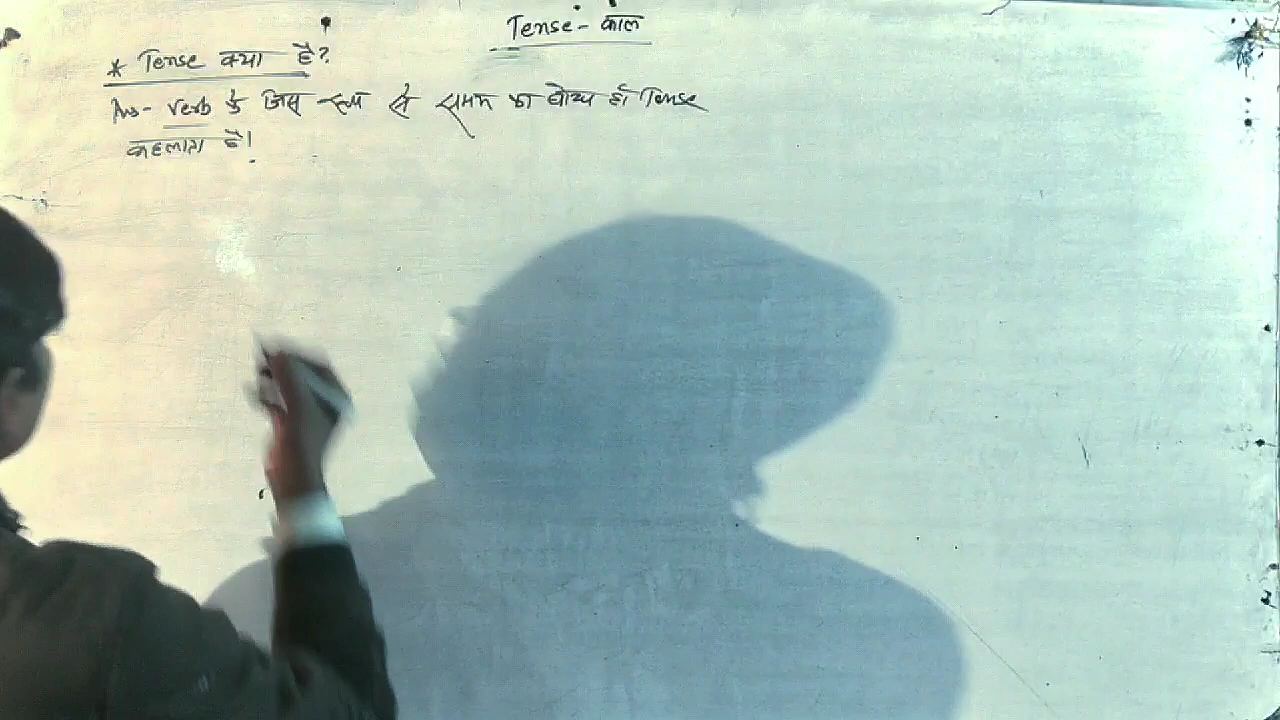 Tense - काल
* Tense क्या है?
Ans- Verb के जिस रूप से समय का बोध हो Tense
कहलाता है।